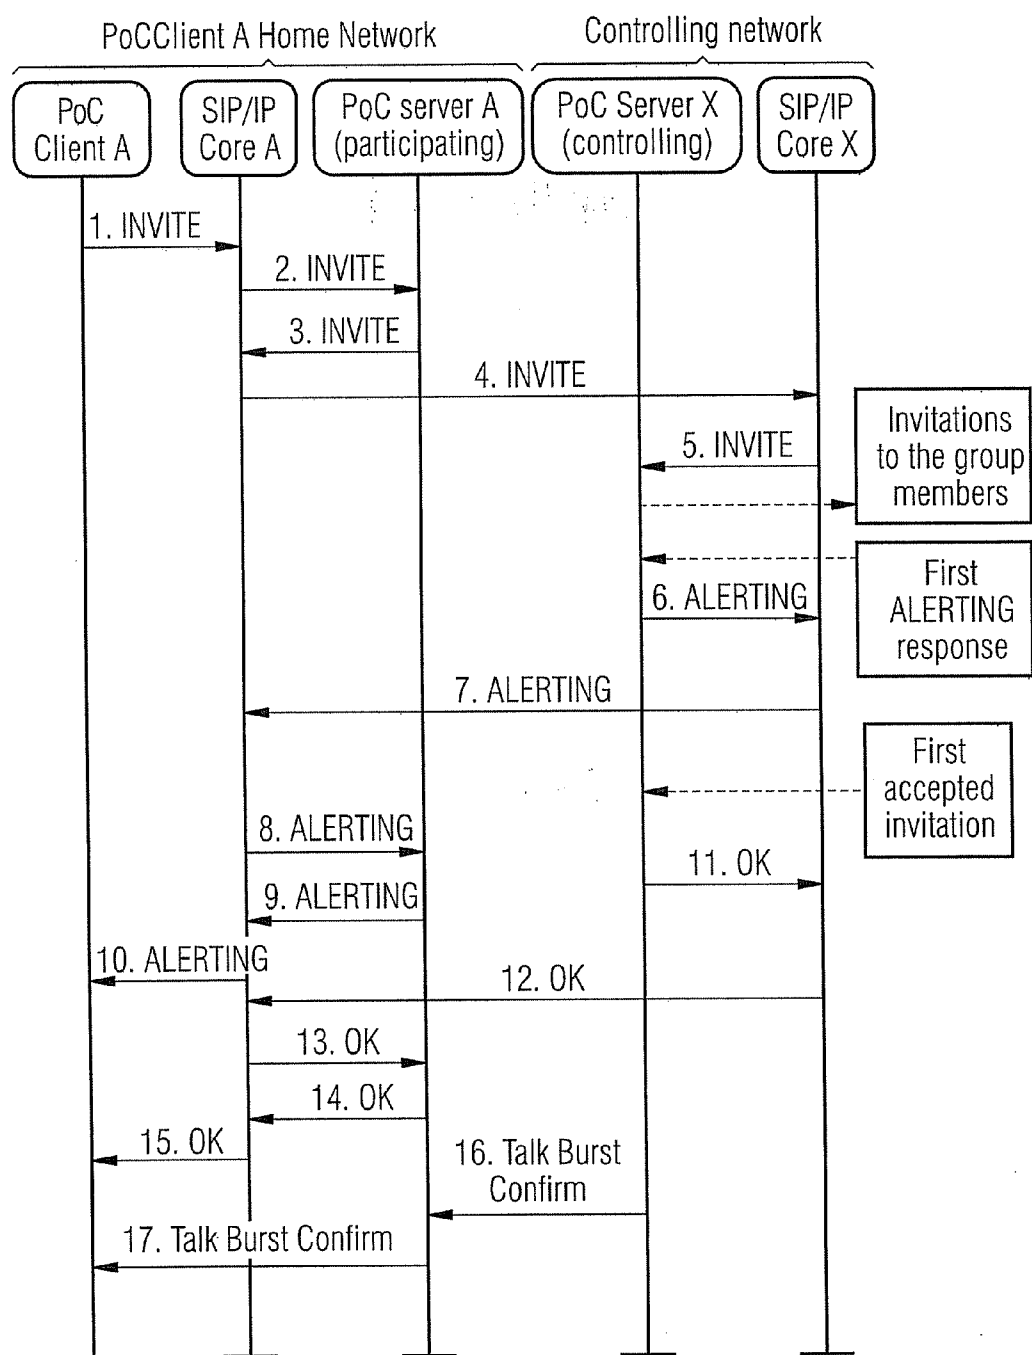 PoCClient A Home Network
Controlling network
PoC
Client A
SIP/IP
Core A
PoC server A
(participating)
PoC Server X
(controlling)
SIP/IP
Core X
1. INVITE
2. INVITE
3. INVITE
4. INVITE
5. INVITE
Invitations
to the group
members
First
ALERTING
response
6. ALERTING
7. ALERTING
First
accepted
invitation
8. ALERTING
11. OK
9. ALERTING
10. ALERTING
12. OK
13. OK
14. OK
15. OK
16. Talk Burst
Confirm
17. Talk Burst Confirm